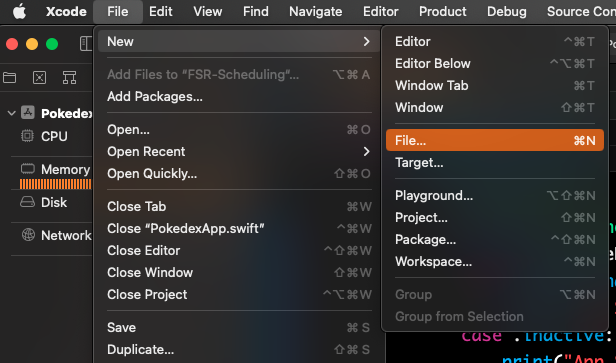 Xcode File Edit View Find Navigate Editor Product Debug Source Con
New >
Add Files to “FSR-Scheduling”... ⌥⌘A
Add Packages...
Open... ⌘O
Open Recent >
Open Quickly... ⇧⌘O
Close Tab ⌘W
Close “PokedexApp.swift” ^⌘W
Close Editor ^⇧⌘W
Close Window ⇧⌘W
Close Project ^⌥⌘W
Save ⌘S
Duplicate... ⇧⌘S
Editor ^⌘T
Editor Below ^⌥⌘T
Window Tab ⌘T
Window ⇧⌘T
File... ⌘N
Target...
Playground... ⌥⇧⌘N
Project... ⇧⌘N
Package... ^⇧⌘N
Workspace... ^⌘N
Group ⌥⌘N
Group from Selection
Pokedex
CPU
Memory
Disk
Network
case .inactive:
print("App